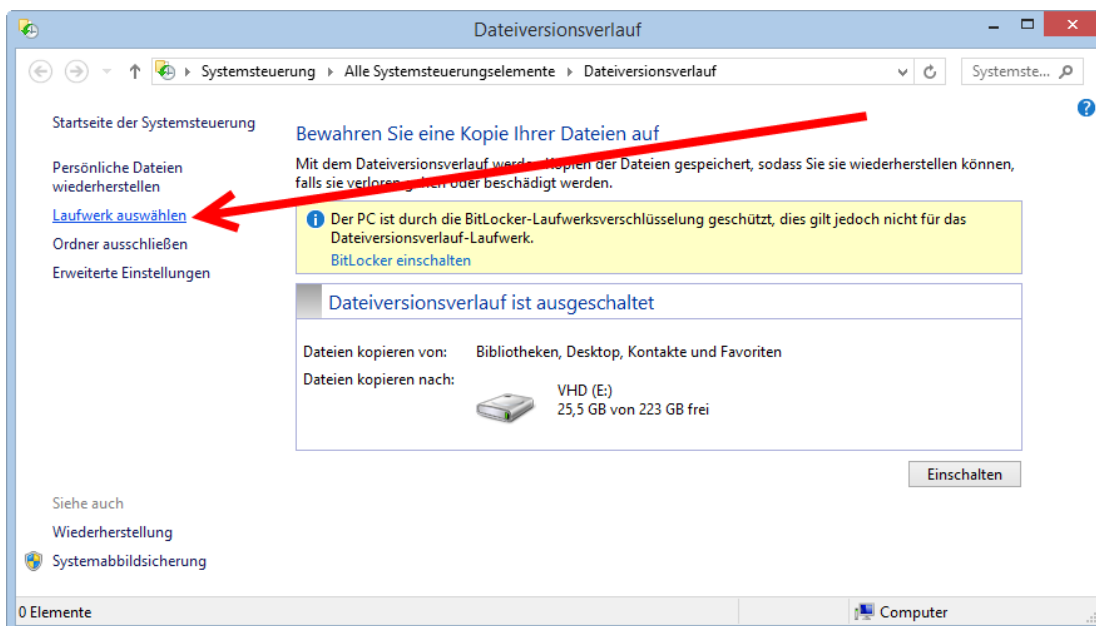 Dateiversionsverlauf
Systemsteuerung ▸ Alle Systemsteuerungselemente ▸ Dateiversionsverlauf
Systemste...
Startseite der Systemsteuerung
Persönliche Dateien
wiederherstellen
Laufwerk auswählen
Ordner ausschließen
Erweiterte Einstellungen
Bewahren Sie eine Kopie Ihrer Dateien auf
Mit dem Dateiversionsverlauf werden Kopien der Dateien gespeichert, sodass Sie sie wiederherstellen können,
falls sie verloren gehen oder beschädigt werden.
Der PC ist durch die BitLocker-Laufwerksverschlüsselung geschützt, dies gilt jedoch nicht für das
Dateiversionsverlauf-Laufwerk.
BitLocker einschalten
Dateiversionsverlauf ist ausgeschaltet
Dateien kopieren von: Bibliotheken, Desktop, Kontakte und Favoriten
Dateien kopieren nach:
VHD (E:)
25,5 GB von 223 GB frei
Einschalten
Siehe auch
Wiederherstellung
Systemabbildsicherung
0 Elemente
Computer